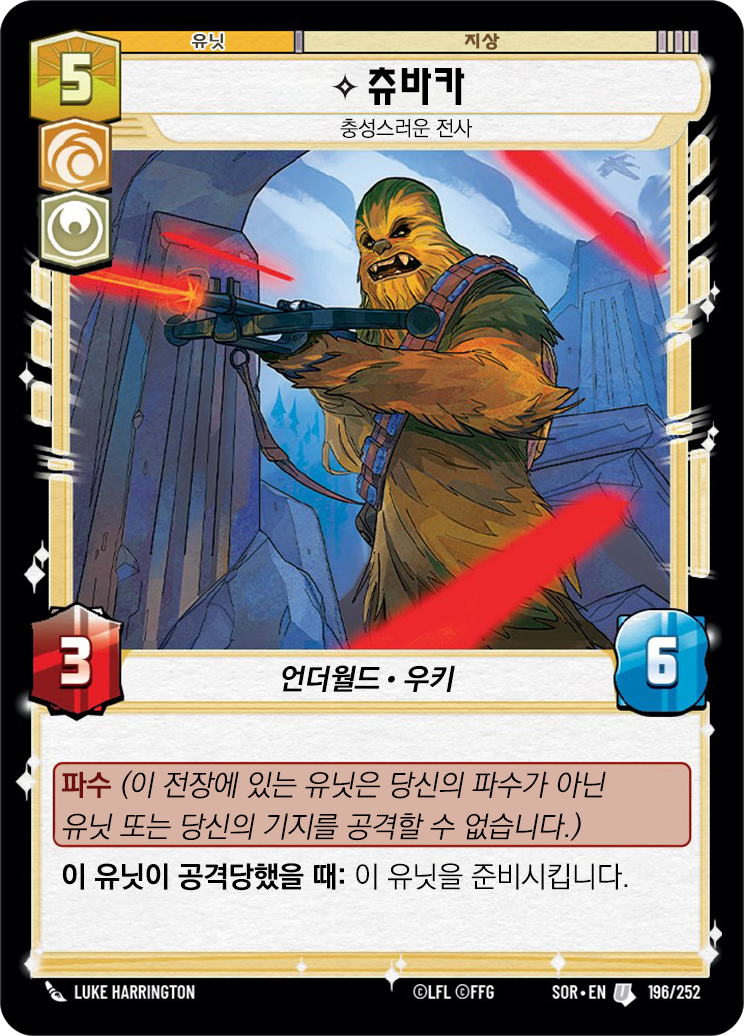 유닛
지상
5
츄바카
충성스러운 전사
3
6
언더월드 • 우키
파수 (이 전장에 있는 유닛은 당신의 파수가 아닌
유닛 또는 당신의 기지를 공격할 수 없습니다.)
이 유닛이 공격당했을 때: 이 유닛을 준비시킵니다.
LUKE HARRINGTON
©LFL ©FFG
SOR • EN U 196/252